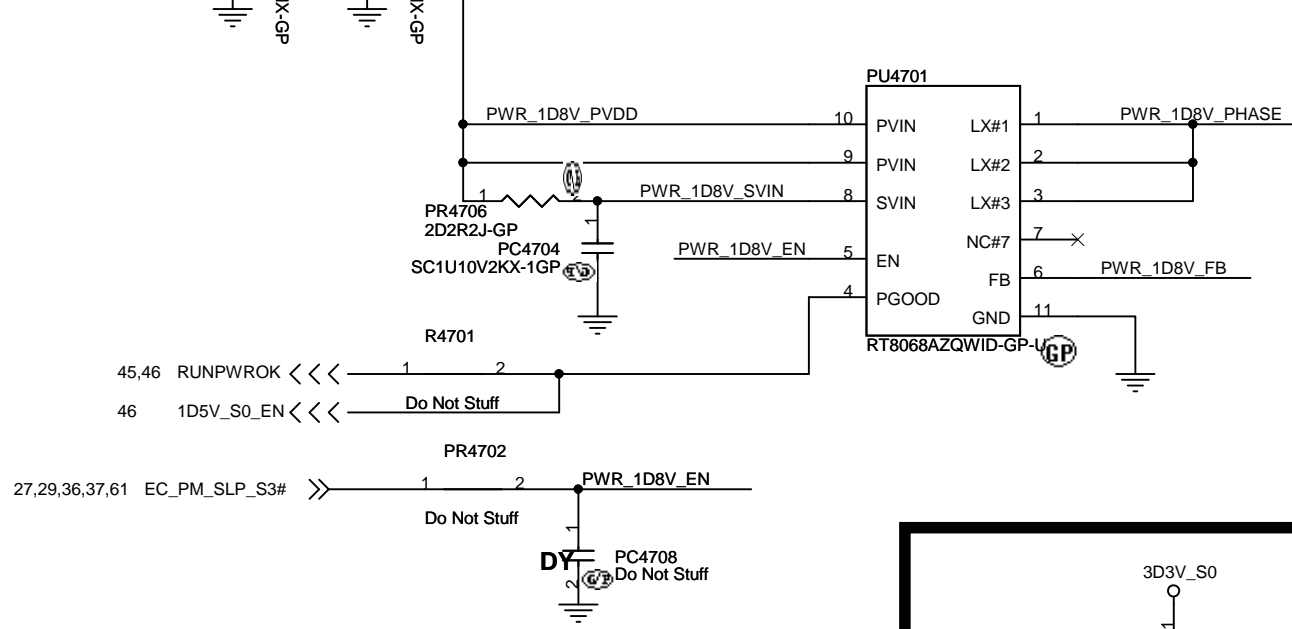 IX-GP
IX-GP
PU4701
PWR_1D8V_PVDD
10
PVIN
LX#1
1
PWR_1D8V_PHASE
9
PVIN
LX#2
2
1
2
PWR_1D8V_SVIN
8
SVIN
LX#3
3
PR4706
2D2R2J-GP
1
NC#7
7
PC4704
SC1U10V2KX-1GP
PWR_1D8V_EN
5
EN
FB
6
PWR_1D8V_FB
4
PGOOD
GND
11
RT8068AZQWID-GP-U
GP
R4701
45,46 RUNPWROK
1
2
46 1D5V_S0_EN
Do Not Stuff
PR4702
27,29,36,37,61 EC_PM_SLP_S3#
1
2
PWR_1D8V_EN
Do Not Stuff
1
DY
PC4708
2
Do Not Stuff
3D3V_S0
1